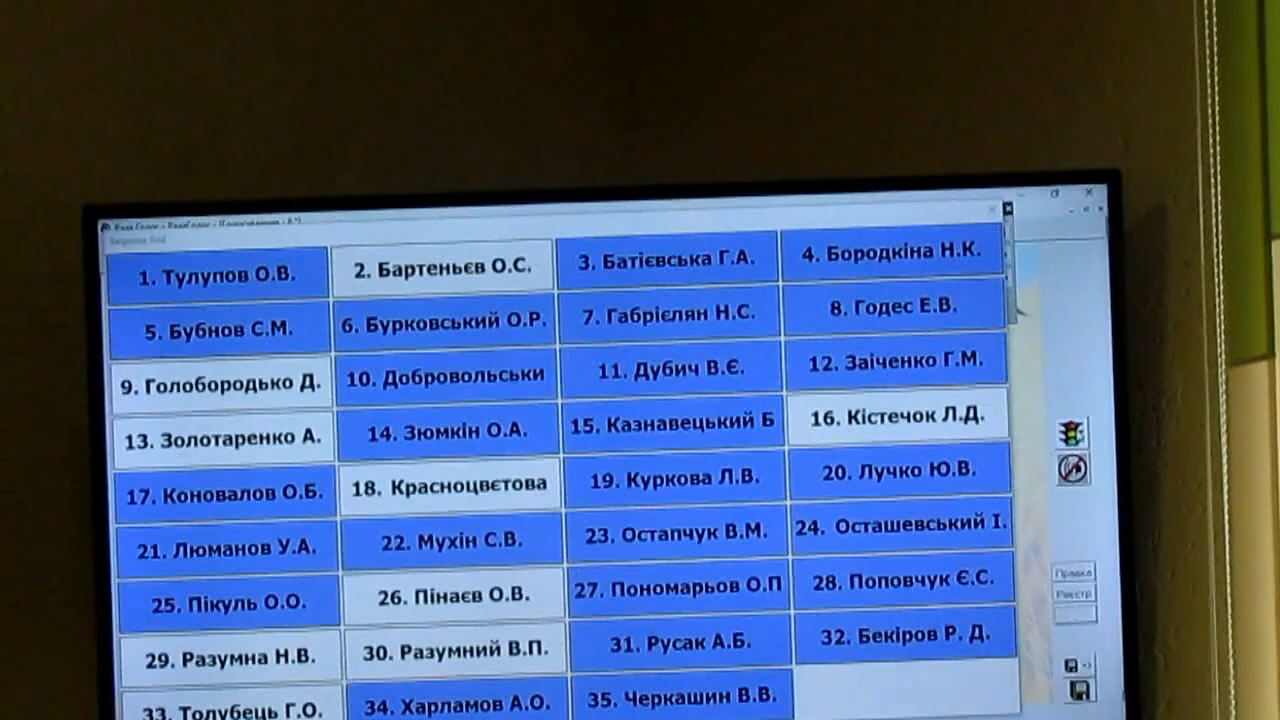 1. Тулупов О.В. 2. Бартеньєв О.С. 3. Батієвська Г.А. 4. Бородкіна Н.К.
5. Бубнов С.М. 6. Бурковський О.Р. 7. Габрієлян Н.С. 8. Годес Е.В.
9. Голобородько Д. 10. Добровольськи 11. Дубич В.Є. 12. Заіченко Г.М.
13. Золотаренко А. 14. Зюмкін О.А. 15. Казнавецький Б 16. Кістечок Л.Д.
17. Коновалов О.Б. 18. Красноцвєтова 19. Куркова Л.В. 20. Лучко Ю.В.
21. Люманов У.А. 22. Мухін С.В. 23. Остапчук В.М. 24. Осташевський І.
25. Пікуль О.О. 26. Пінаєв О.В. 27. Пономарьов О.П 28. Поповчук Є.С.
Правка
Реєстр
29. Разумна Н.В. 30. Разумний В.П. 31. Русак А.Б. 32. Бекіров Р. Д.
33. Толубець Г.О. 34. Харламов А.О. 35. Черкашин В.В.